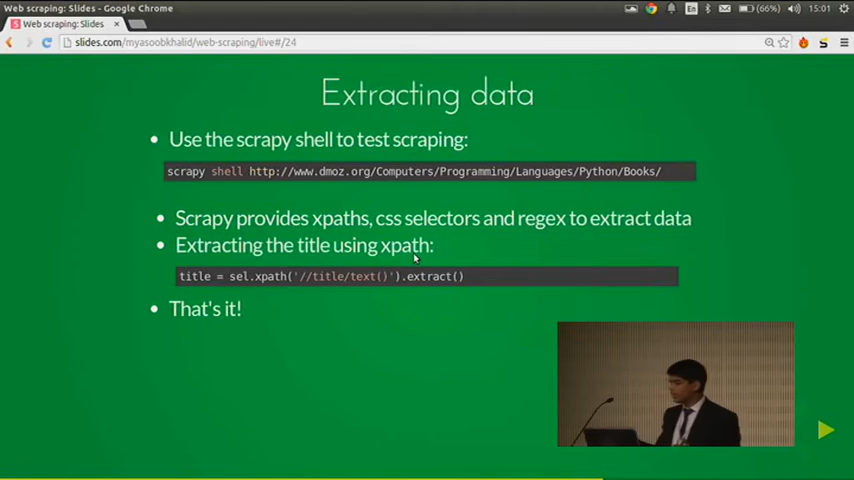 Web scraping: Slides - Google Chrome
En
(66%)
15:01
Web scraping: Slides
slides.com/myasoobkhalid/web-scraping/live#/24
Extracting data
Use the scrapy shell to test scraping:
scrapy shell http://www.dmoz.org/Computers/Programming/Languages/Python/Books/
Scrapy provides xpaths, css selectors and regex to extract data
Extracting the title using xpath:
title = sel.xpath('//title/text()').extract()
That's it!